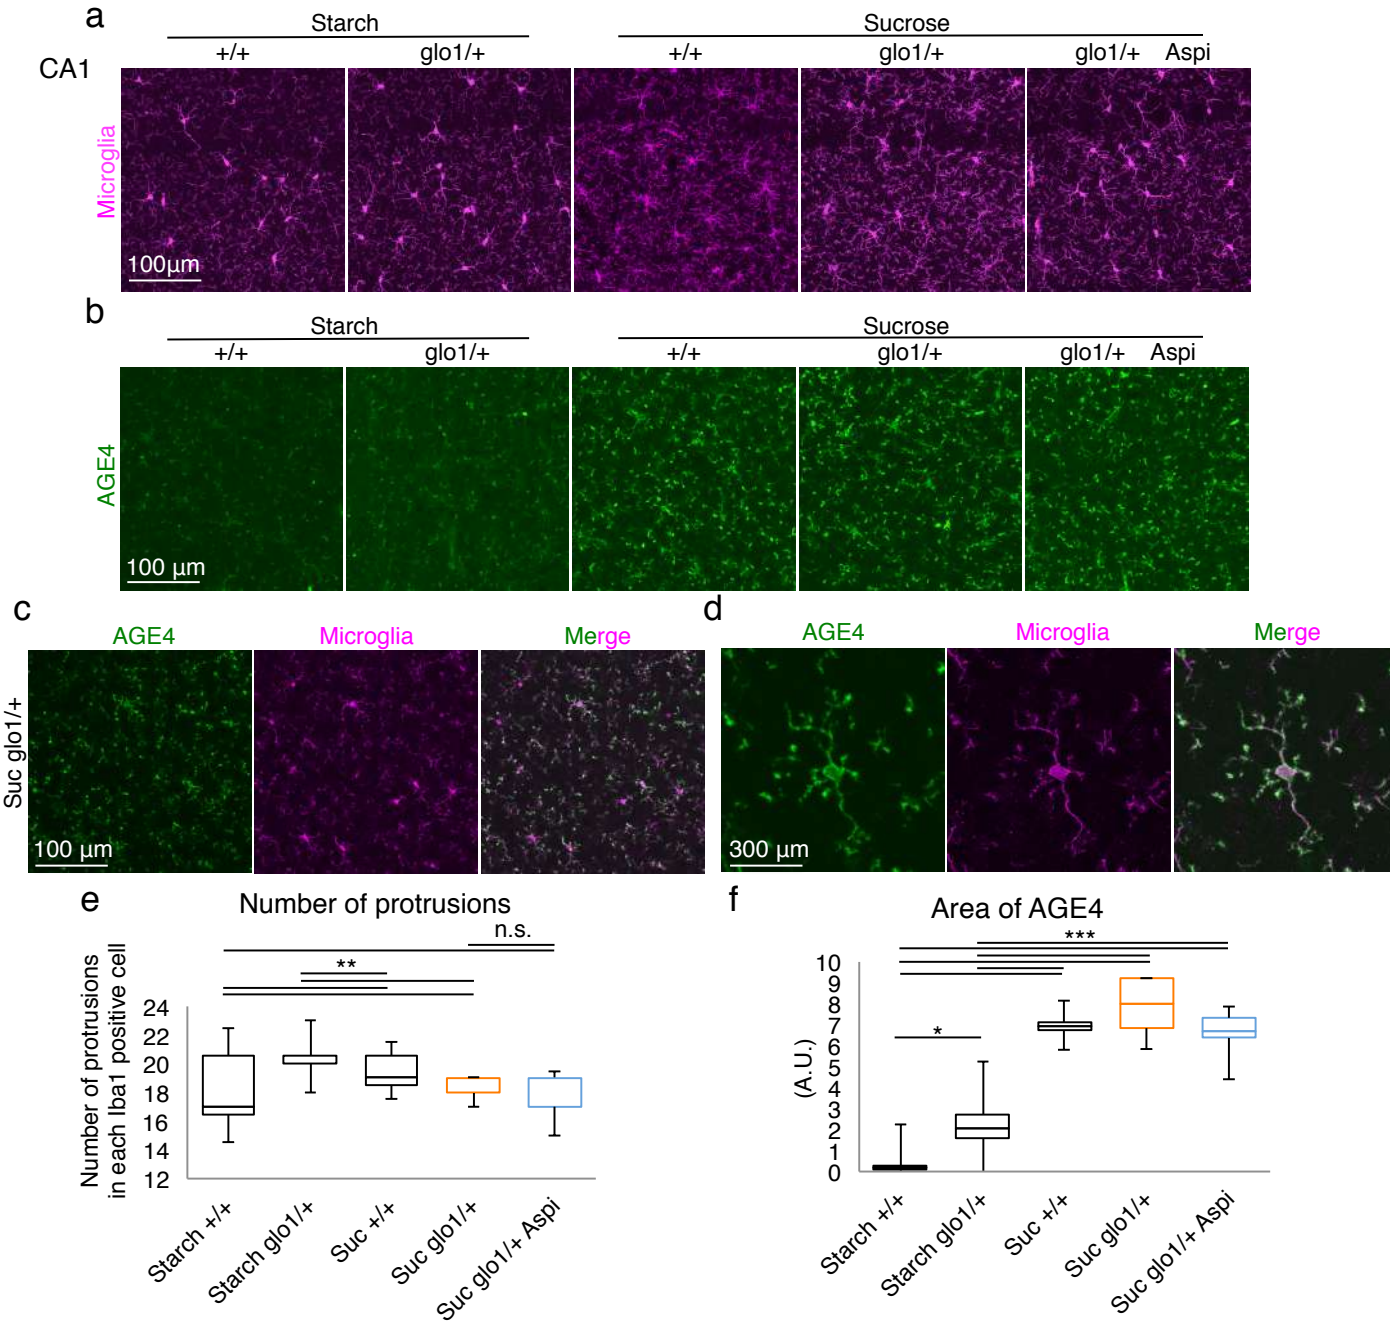 a
Starch Sucrose
+/+ glo1/+ +/+ glo1/+ glo1/+ Aspi
CA1
Microglia
100μm
b
Starch Sucrose
+/+ glo1/+ +/+ glo1/+ glo1/+ Aspi
AGE4
100 μm
c
AGE4 Microglia Merge
Suc glo1/+
100 μm
d
AGE4 Microglia Merge
300 μm
e
Number of protrusions
n.s.
**
Number of protrusions
in each Iba1 positive cell
24
22
20
18
16
14
12
Starch +/+
Starch glo1/+
Suc +/+
Suc glo1/+
Suc glo1/+ Aspi
f
Area of AGE4
***
*
(A.U.)
10
9
8
7
6
5
4
3
2
1
0
Starch +/+
Starch glo1/+
Suc +/+
Suc glo1/+
Suc glo1/+ Aspi